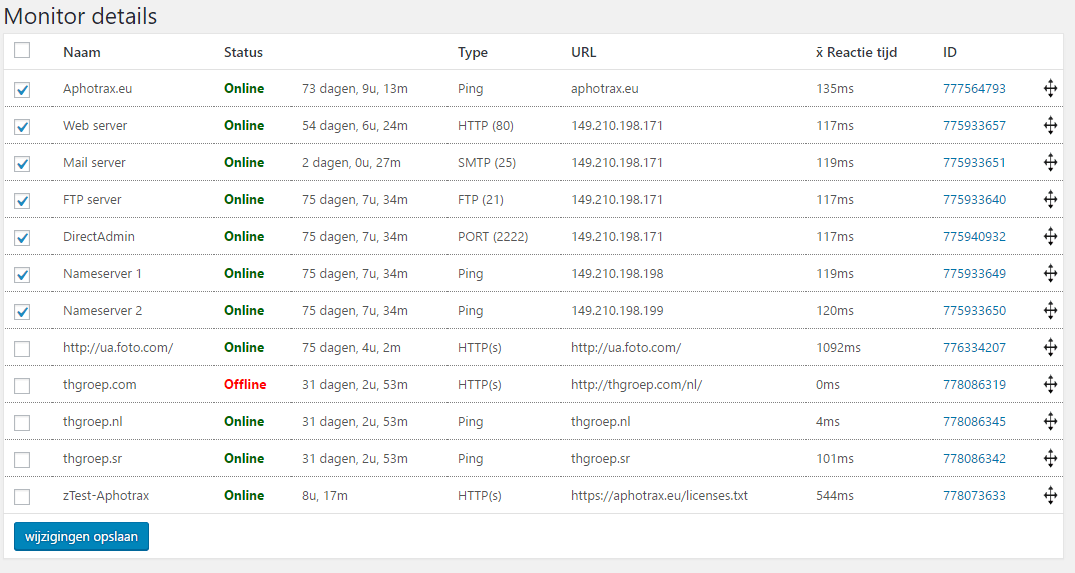 Monitor details
Naam Status Type URL x̄ Reactie tijd ID
Aphotrax.eu Online 73 dagen, 9u, 13m Ping aphotrax.eu 135ms 777564793
Web server Online 54 dagen, 6u, 24m HTTP (80) 149.210.198.171 117ms 775933657
Mail server Online 2 dagen, 0u, 27m SMTP (25) 149.210.198.171 119ms 775933651
FTP server Online 75 dagen, 7u, 34m FTP (21) 149.210.198.171 117ms 775933640
DirectAdmin Online 75 dagen, 7u, 34m PORT (2222) 149.210.198.171 117ms 775940932
Nameserver 1 Online 75 dagen, 7u, 34m Ping 149.210.198.198 119ms 775933649
Nameserver 2 Online 75 dagen, 7u, 34m Ping 149.210.198.199 120ms 775933650
http://ua.foto.com/ Online 75 dagen, 4u, 2m HTTP(s) http://ua.foto.com/ 1092ms 776334207
thgroep.com Offline 31 dagen, 2u, 53m HTTP(s) http://thgroep.com/nl/ 0ms 778086319
thgroep.nl Online 31 dagen, 2u, 53m Ping thgroep.nl 4ms 778086345
thgroep.sr Online 31 dagen, 2u, 53m Ping thgroep.sr 101ms 778086342
zTest-Aphotrax Online 8u, 17m HTTP(s) https://aphotrax.eu/licenses.txt 544ms 778073633
wijzigingen opslaan